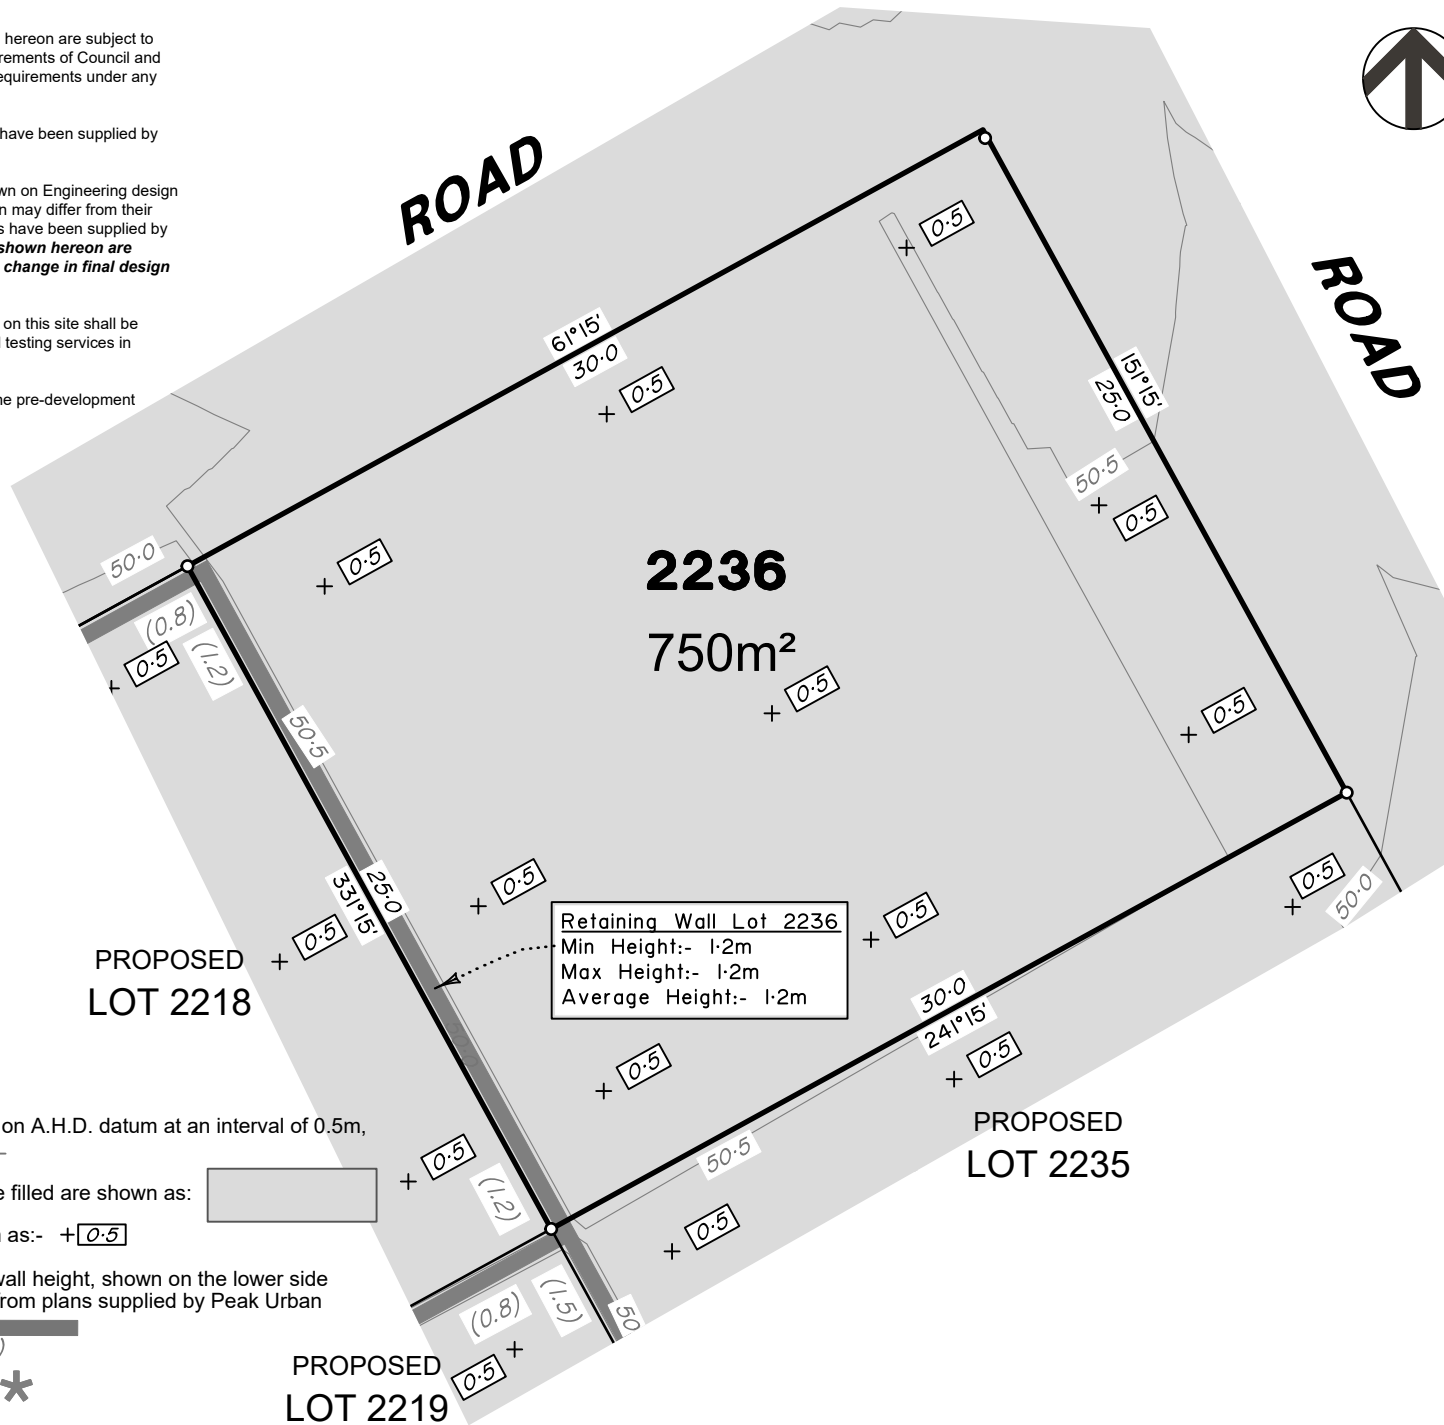 hereon are subject to
rements of Council and
equirements under any
have been supplied by
wn on Engineering design
n may differ from their
s have been supplied by
shown hereon are
change in final design
on this site shall be
l testing services in
ne pre-development
ROAD
ROAD
61°15'
30·0
151°15'
25·0
0·5
0·5
0·5
0·5
0·5
0·5
50·5
50·0
(0.8)
(1.2)
0·5
50·5
2236
750m²
25·0
331°15'
0·5
0·5
0·5
0·5
50·0
PROPOSED
LOT 2218
Retaining Wall Lot 2236
Min Height:- 1·2m
Max Height:- 1·2m
Average Height:- 1·2m
30·0
241°15'
0·5
0·5
PROPOSED
LOT 2235
50·5
0·5
0·5
(1.2)
on A.H.D. datum at an interval of 0.5m,
e filled are shown as:
n as:- +0·5
wall height, shown on the lower side
from plans supplied by Peak Urban
(0.8)
(1.5)
50
0·5
PROPOSED
LOT 2219